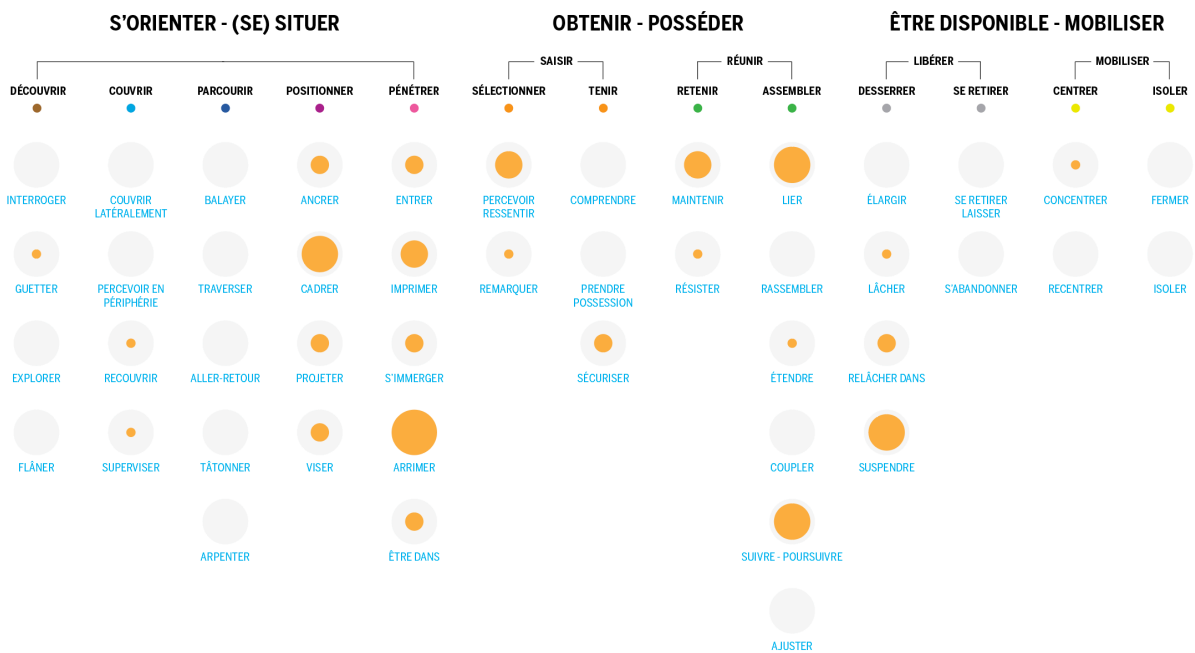 S'ORIENTER - (SE) SITUER
OBTENIR - POSSÉDER
ÊTRE DISPONIBLE - MOBILISER
SAISIR
RÉUNIR
LIBÉRER
MOBILISER
DÉCOUVRIR
COUVRIR
PARCOURIR
POSITIONNER
PÉNÉTRER
SÉLECTIONNER
TENIR
RETENIR
ASSEMBLER
DESSERRER
SE RETIRER
CENTRER
ISOLER
INTERROGER
COUVRIR
LATÉRALEMENT
BALAYER
ANCRER
ENTRER
PERCEVOIR
RESSENTIR
COMPRENDRE
MAINTENIR
LIER
ÉLARGIR
SE RETIRER
LAISSER
CONCENTRER
FERMER
GUETTER
PERCEVOIR EN
PÉRIPHÉRIE
TRAVERSER
CADRER
IMPRIMER
REMARQUER
PRENDRE
POSSESSION
RÉSISTER
RASSEMBLER
LÂCHER
S'ABANDONNER
RECENTRER
ISOLER
EXPLORER
RECOUVRIR
ALLER-RETOUR
PROJETER
S'IMMERGER
SÉCURISER
ÉTENDRE
RELÂCHER DANS
FLÂNER
SUPERVISER
TÂTONNER
VISER
ARRIMER
COUPLER
SUSPENDRE
ARPENTER
ÊTRE DANS
SUIVRE - POURSUIVRE
AJUSTER